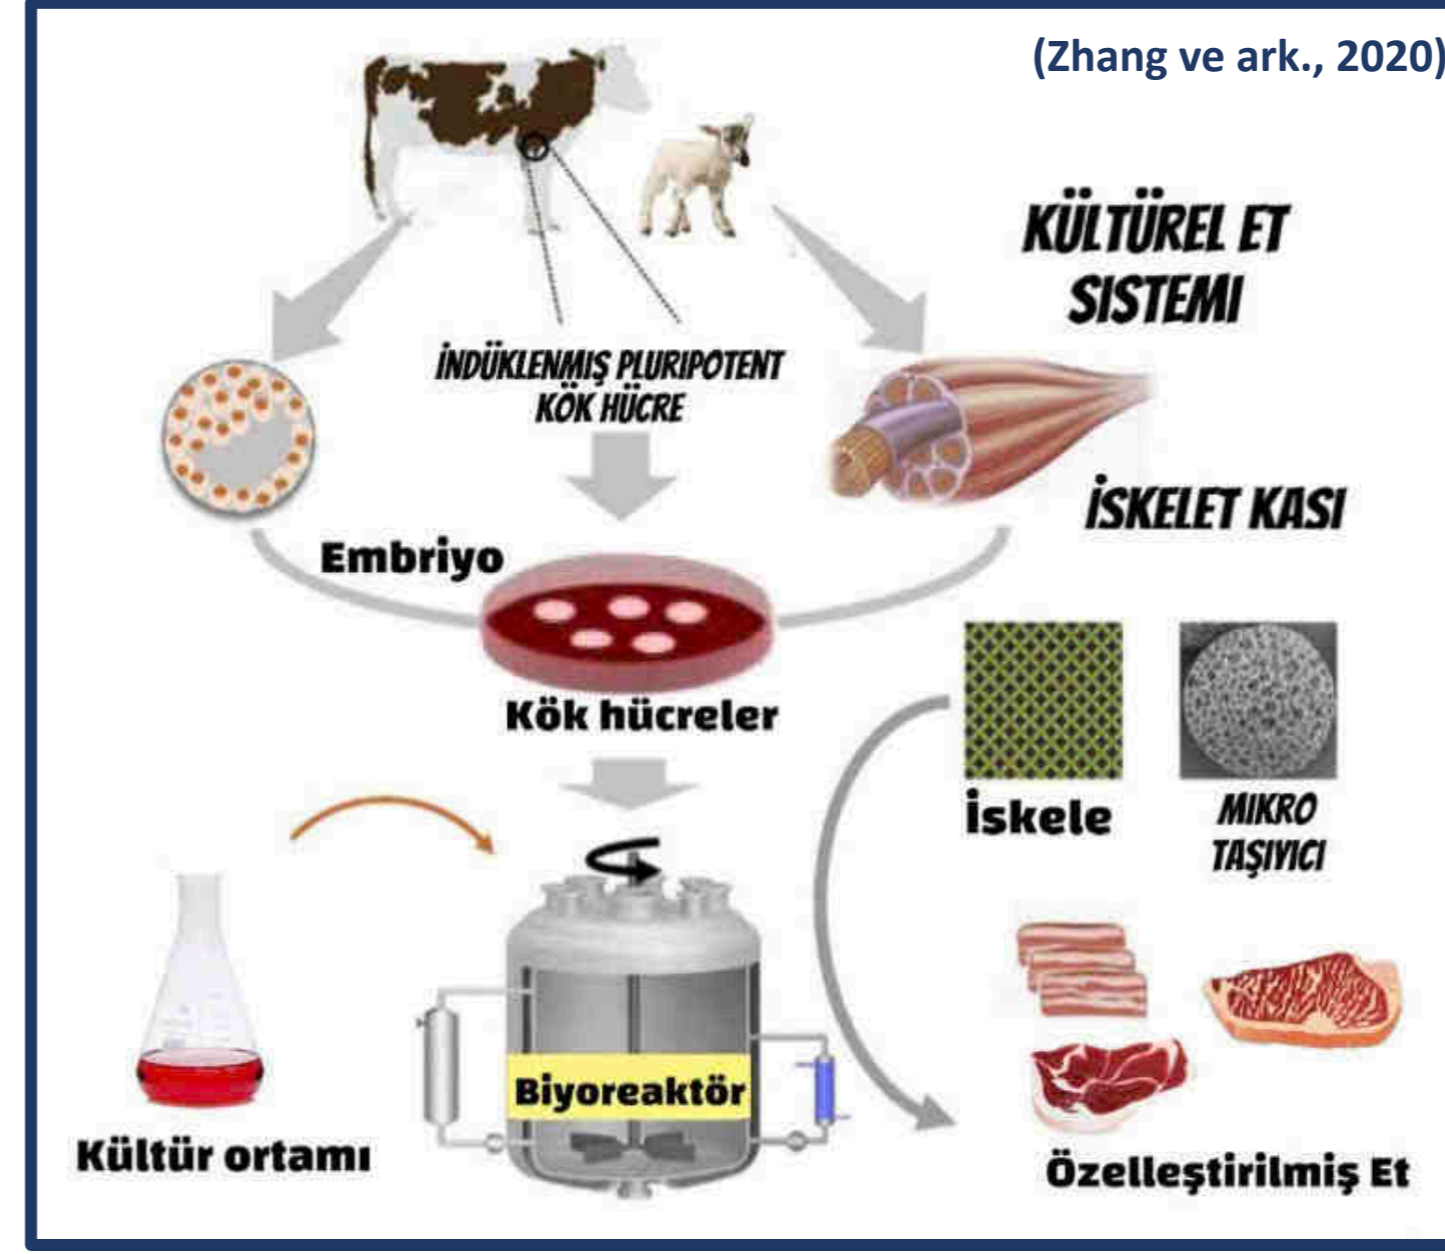 (Zhang ve ark., 2020)
KÜLTÜREL ET
SISTEMI
İNDÜKLENMIŞ PLURIPOTENT
KÖK HÜCRE
İSKELET KASI
Embriyo
Kök hücreler
İskele
MIKRO
TAŞIYICI
Biyoreaktör
Kültür ortamı
Özelleştirilmiş Et